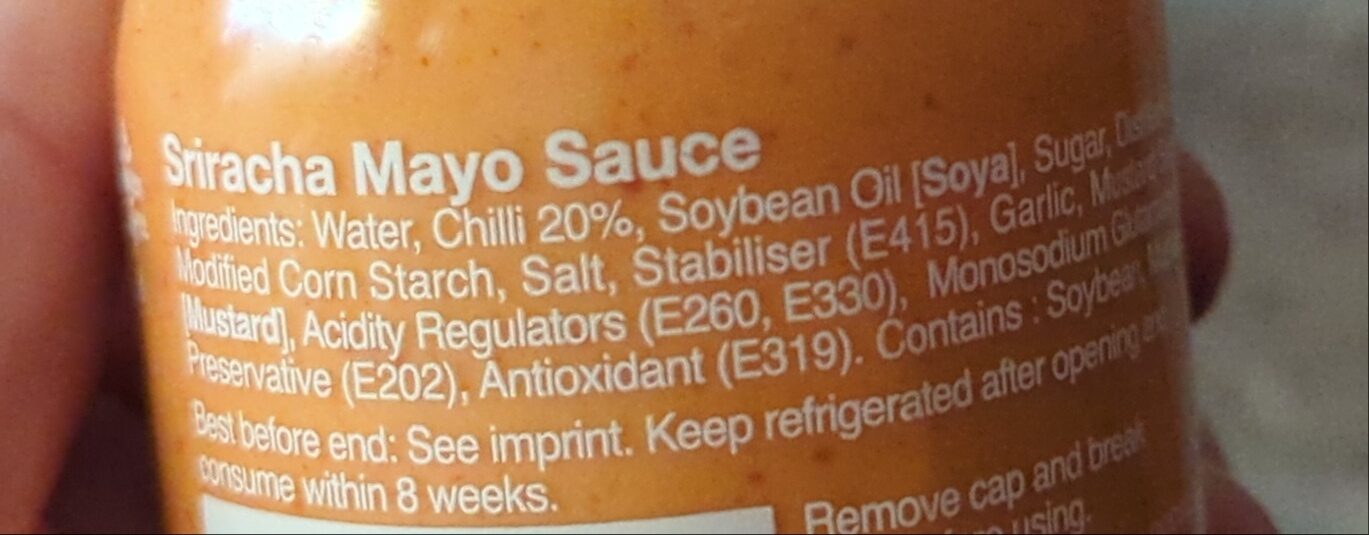 Sriracha Mayo Sauce
Ingredients: Water, Chilli 20%, Soybean Oil [Soya], Sugar,
Modified Corn Starch, Salt, Stabiliser (E415), Garlic, Mustard
[Mustard], Acidity Regulators (E260, E330), Monosodium
Preservative (E202), Antioxidant (E319). Contains : Soybean,
Best before end: See imprint. Keep refrigerated after opening and
consume within 8 weeks.
Remove cap and break
using.